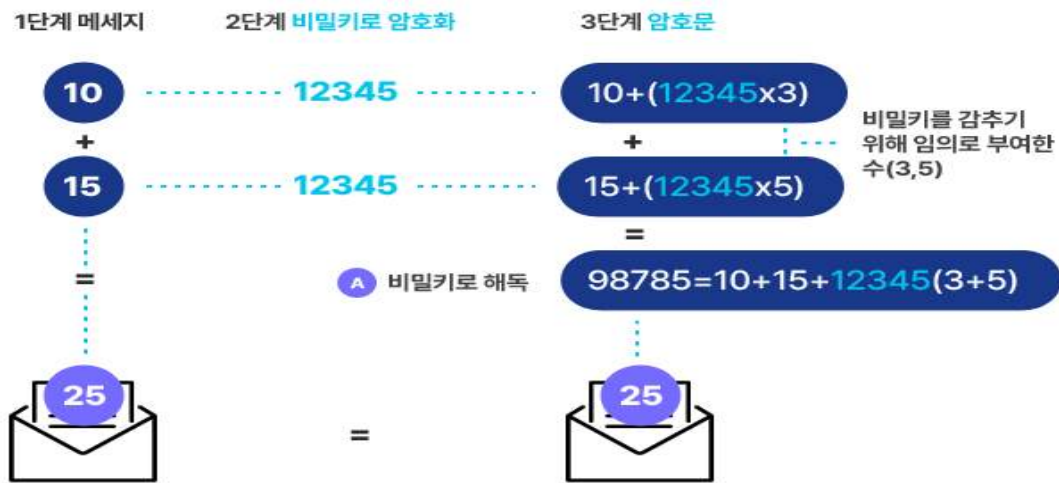 1단계 메세지
2단계 비밀키로 암호화
3단계 암호문
10
12345
10+(12345x3)
+
+
비밀키를 감추기
위해 임의로 부여한
수(3,5)
15
12345
15+(12345x5)
=
=
A 비밀키로 해독
98785=10+15+12345(3+5)
25
=
25